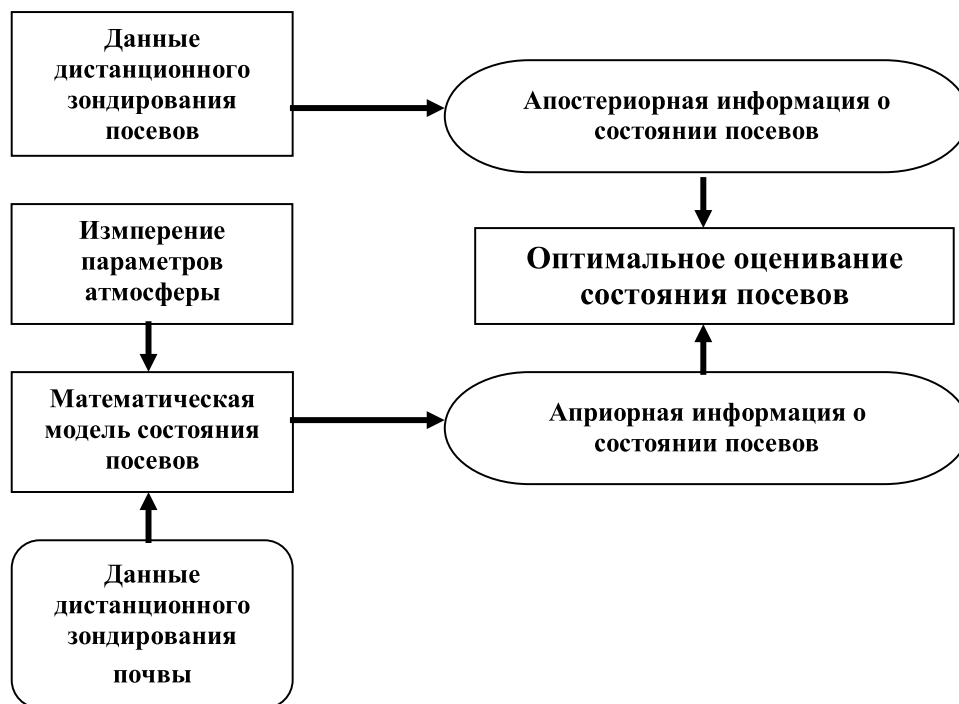 Данные
дистанционного
зондирования
посевов
Апостериорная информация о
состоянии посевов
Измперение
параметров
атмосферы
Оптимальное оценивание
состояния посевов
Математическая
модель состояния
посевов
Априорная информация о
состоянии посевов
Данные
дистанционного
зондирования
почвы